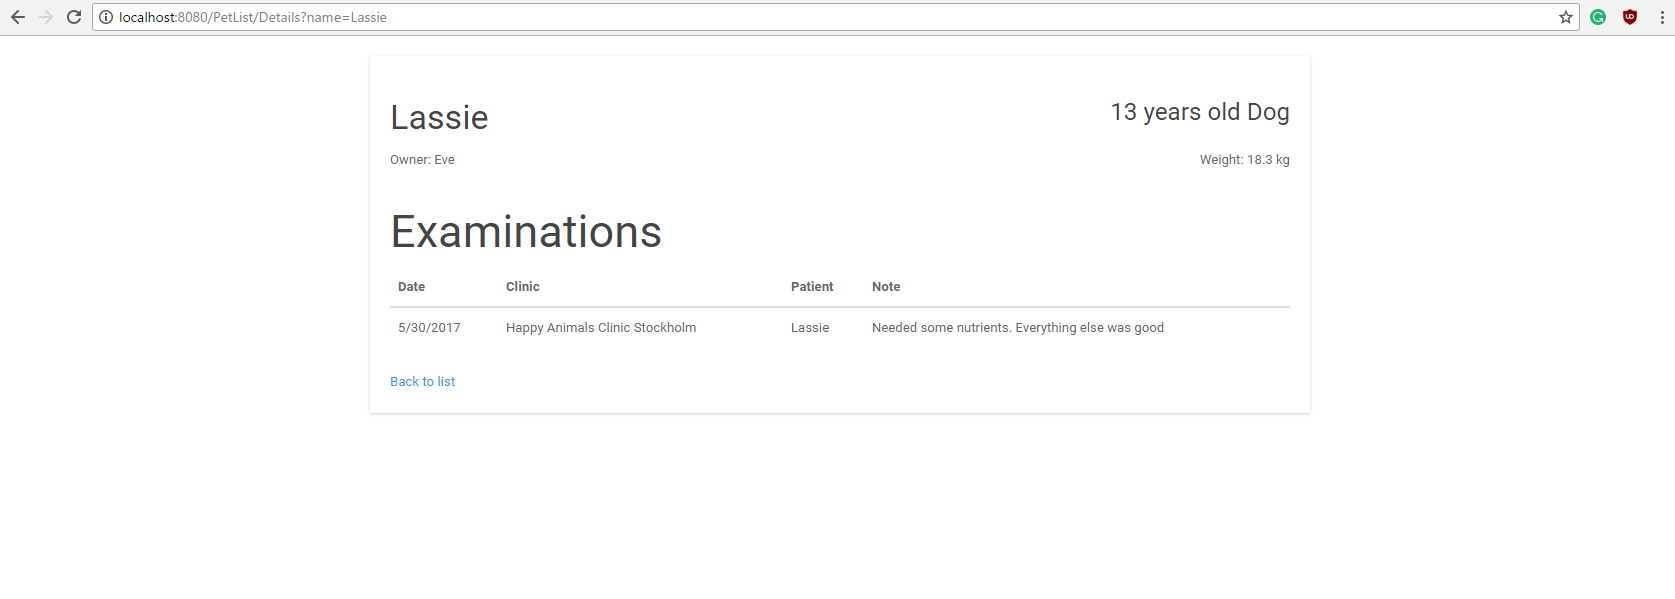 localhost:8080/PetList/Details?name=Lassie
Lassie
13 years old Dog
Owner: Eve
Weight: 18.3 kg
Examinations
Date Clinic Patient Note
5/30/2017 Happy Animals Clinic Stockholm Lassie Needed some nutrients. Everything else was good
Back to list